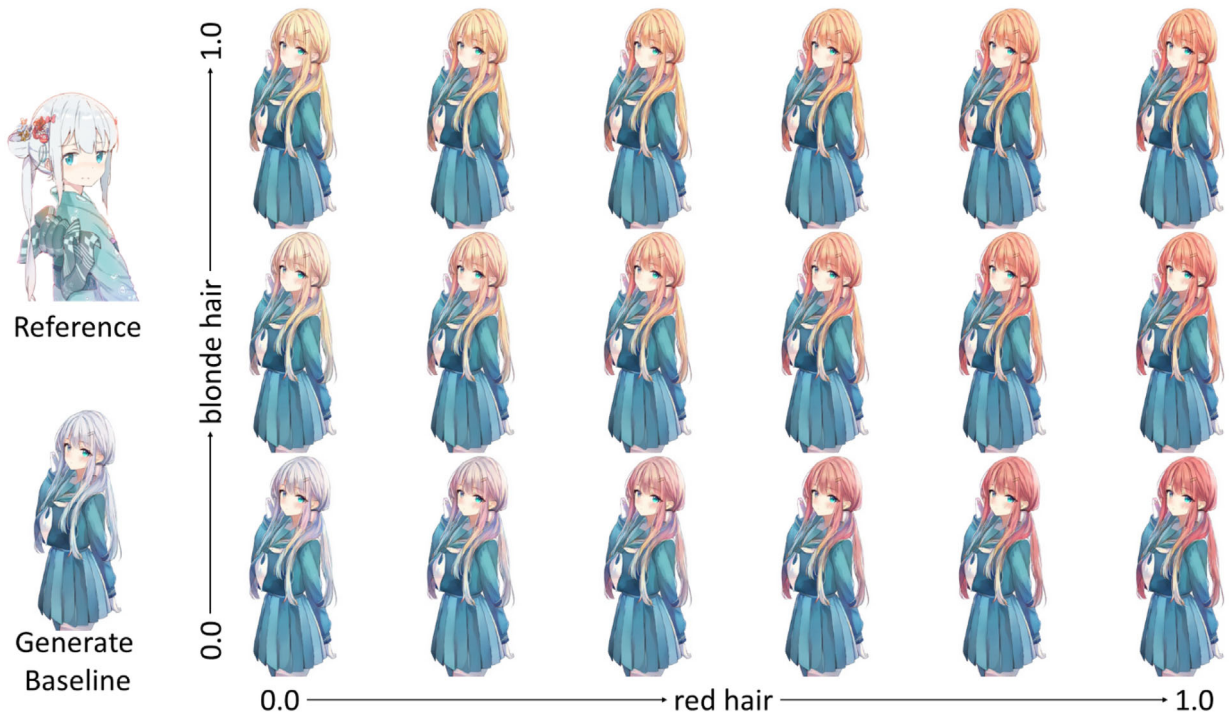 Reference
Generate
Baseline
1.0
blonde hair
0.0
0.0
red hair
1.0